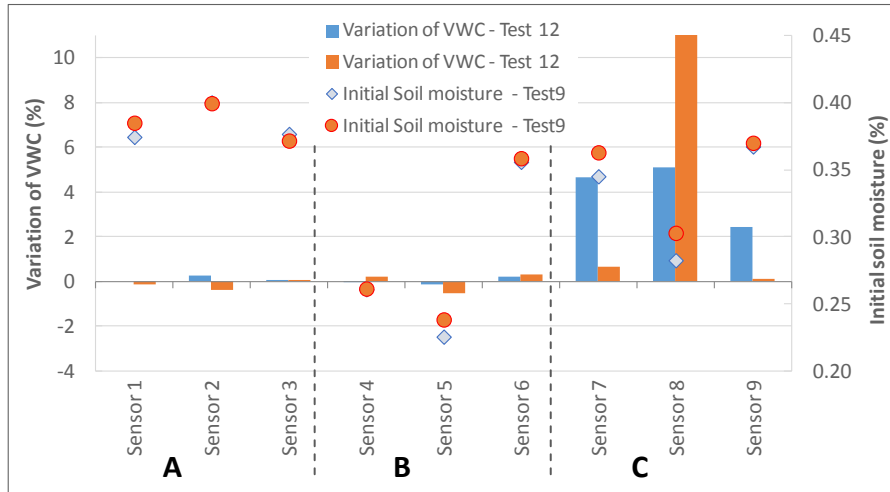 Variation of VWC - Test 12
Variation of VWC - Test 12
Initial Soil moisture - Test9
Initial Soil moisture - Test9
Variation of VWC (%)
10
8
6
4
2
0
-2
-4
0.45
0.40
0.35
0.30
0.25
0.20
Initial soil moisture (%)
Sensor 1
Sensor 2
Sensor 3
Sensor 4
Sensor 5
Sensor 6
Sensor 7
Sensor 8
Sensor 9
A
B
C